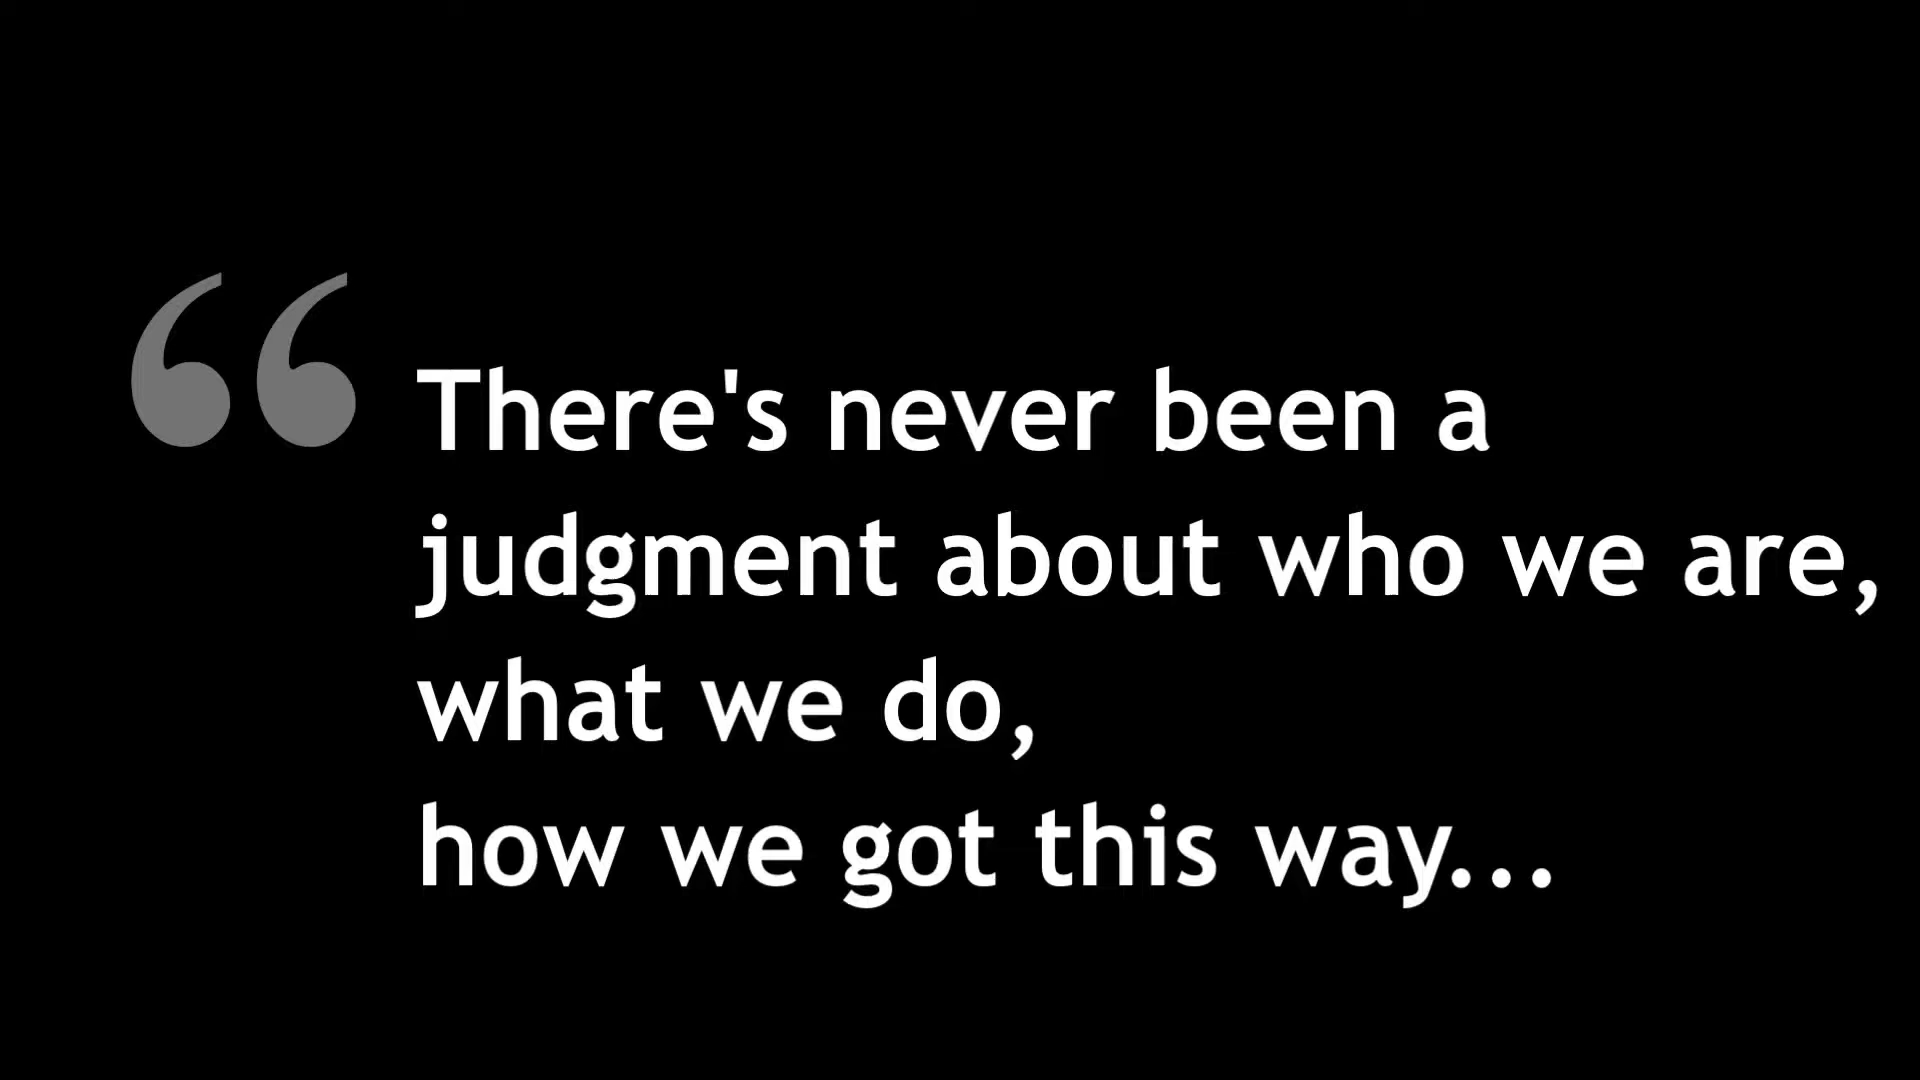 “There's never been a
judgment about who we are,
what we do,
how we got this way...